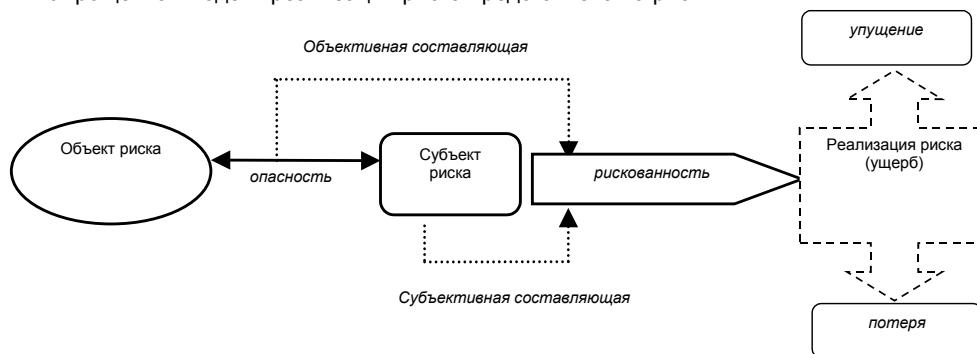 упущение
Объективная составляющая
Объект риска
опасность
Субъект
риска
рискованность
Реализация риска
(ущерб)
Субъективная составляющая
потеря